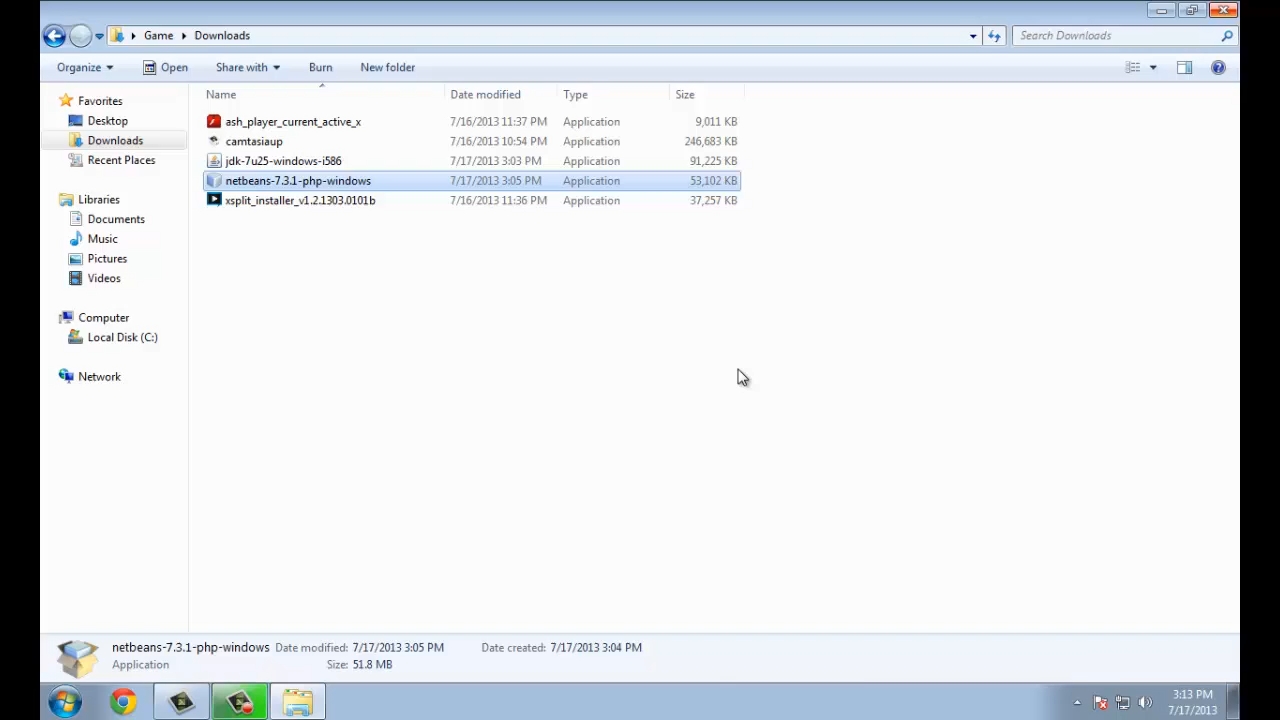 Game Downloads Search Downloads
Organize Open Share with Burn New folder
Name Date modified Type Size
Favorites
Desktop
Downloads
Recent Places
Libraries
Documents
Music
Pictures
Videos
Computer
Local Disk (C:)
Network
ash_player_current_active_x 7/16/2013 11:37 PM Application 9,011 KB
camtasiaup 7/16/2013 10:54 PM Application 246,683 KB
jdk-7u25-windows-i586 7/17/2013 3:03 PM Application 91,225 KB
netbeans-7.3.1-php-windows 7/17/2013 3:05 PM Application 53,102 KB
xsplit_installer_v1.2.1303.0101b 7/16/2013 11:36 PM Application 37,257 KB
netbeans-7.3.1-php-windows Date modified: 7/17/2013 3:05 PM Date created: 7/17/2013 3:04 PM
Application Size: 51.8 MB
3:13 PM
7/17/2013